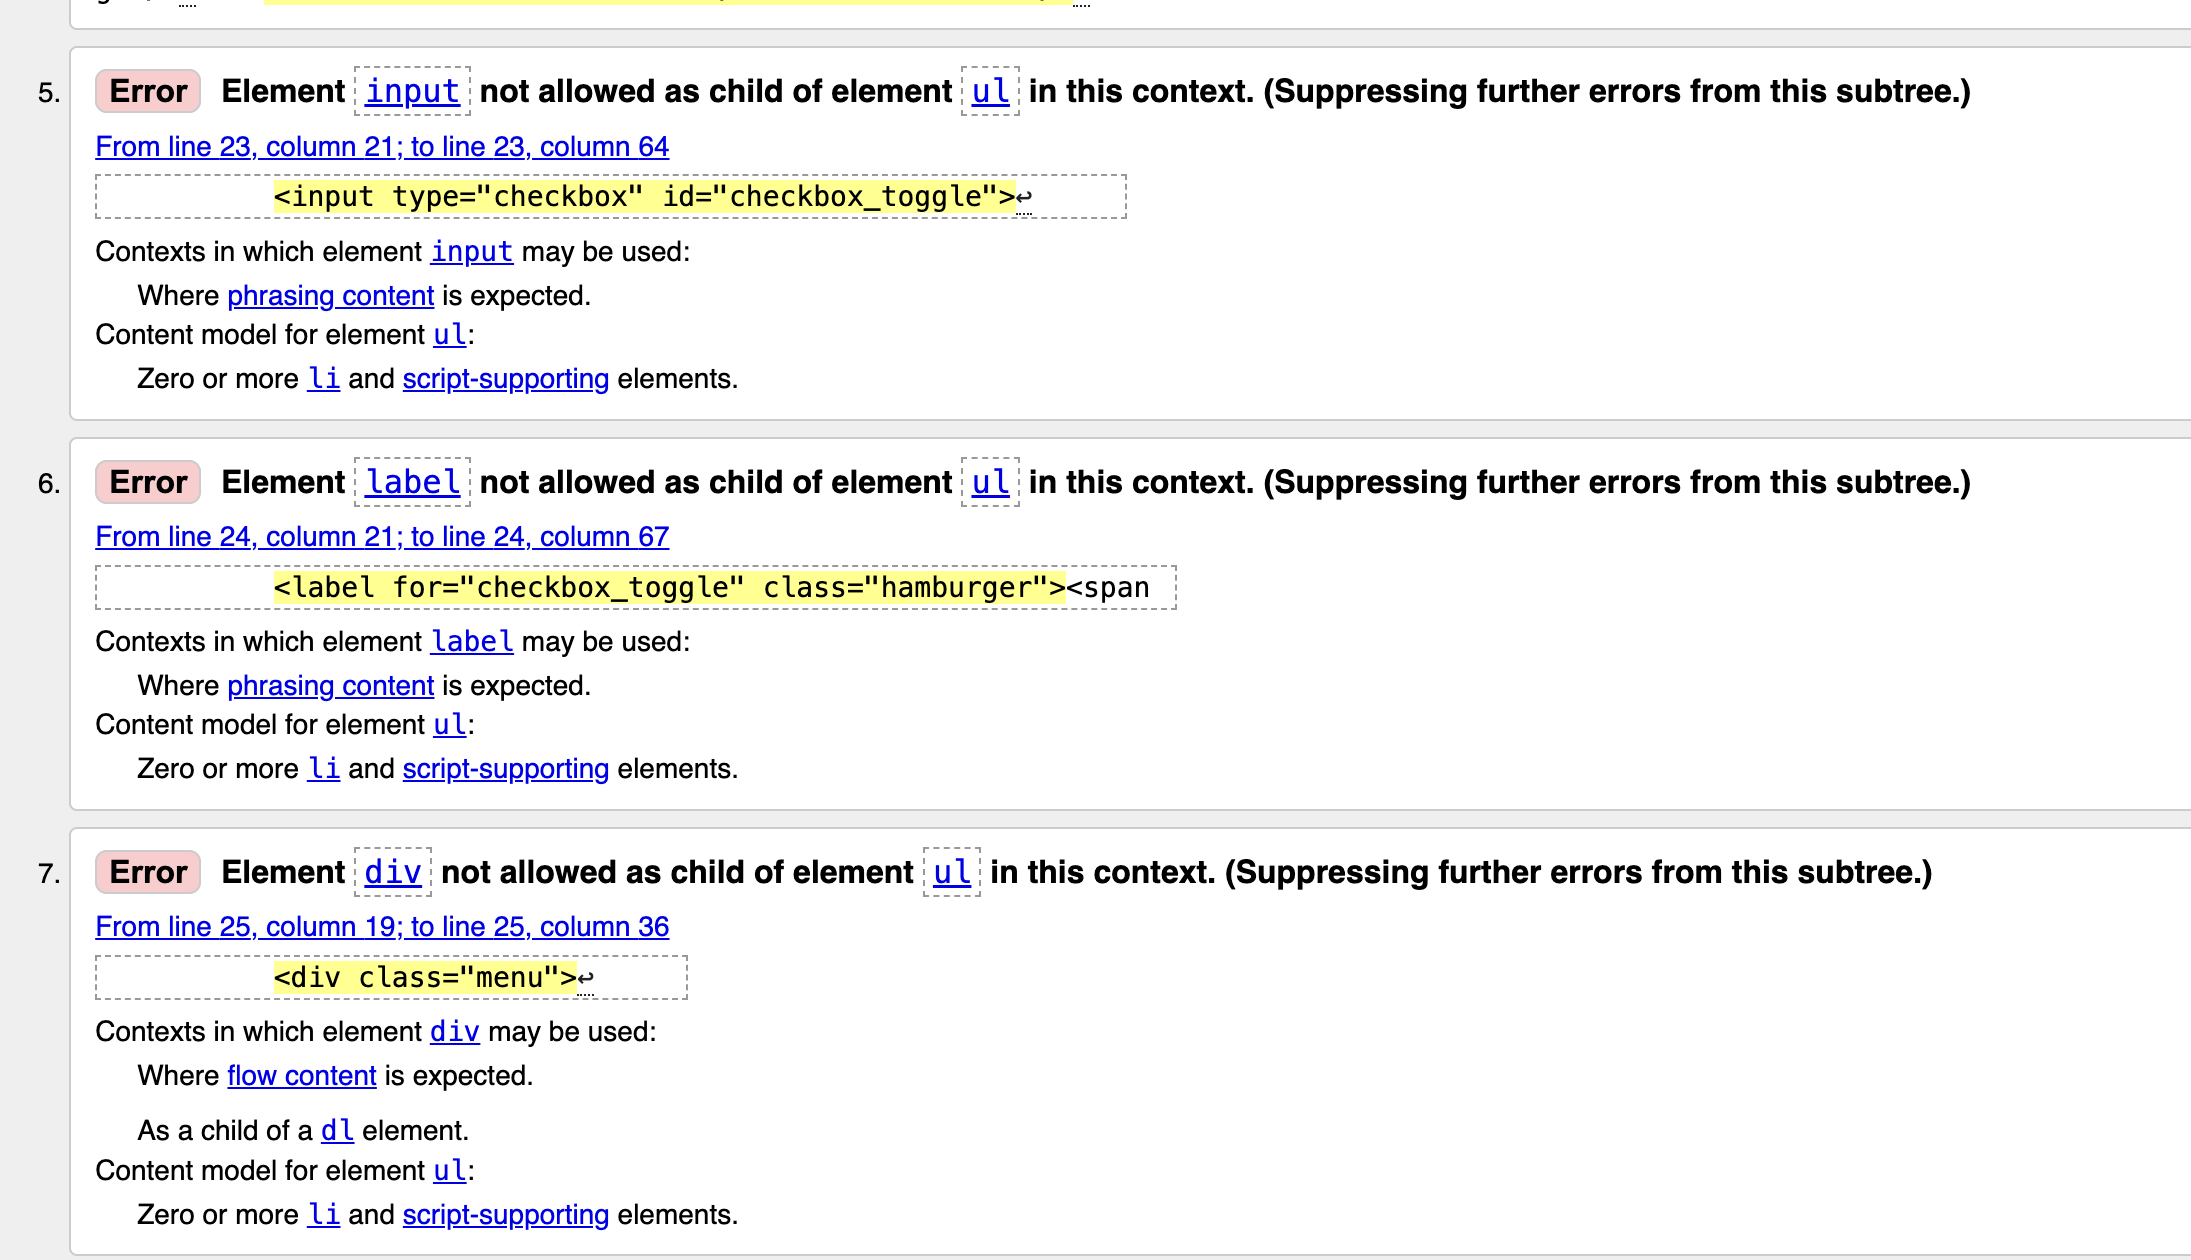 5. Error Element input not allowed as child of element ul in this context. (Suppressing further errors from this subtree.)
From line 23, column 21; to line 23, column 64
<input type="checkbox" id="checkbox_toggle">↩
Contexts in which element input may be used:
Where phrasing content is expected.
Content model for element ul:
Zero or more li and script-supporting elements.
6. Error Element label not allowed as child of element ul in this context. (Suppressing further errors from this subtree.)
From line 24, column 21; to line 24, column 67
<label for="checkbox_toggle" class="hamburger"><span
Contexts in which element label may be used:
Where phrasing content is expected.
Content model for element ul:
Zero or more li and script-supporting elements.
7. Error Element div not allowed as child of element ul in this context. (Suppressing further errors from this subtree.)
From line 25, column 19; to line 25, column 36
<div class="menu">↩
Contexts in which element div may be used:
Where flow content is expected.
As a child of a dl element.
Content model for element ul:
Zero or more li and script-supporting elements.